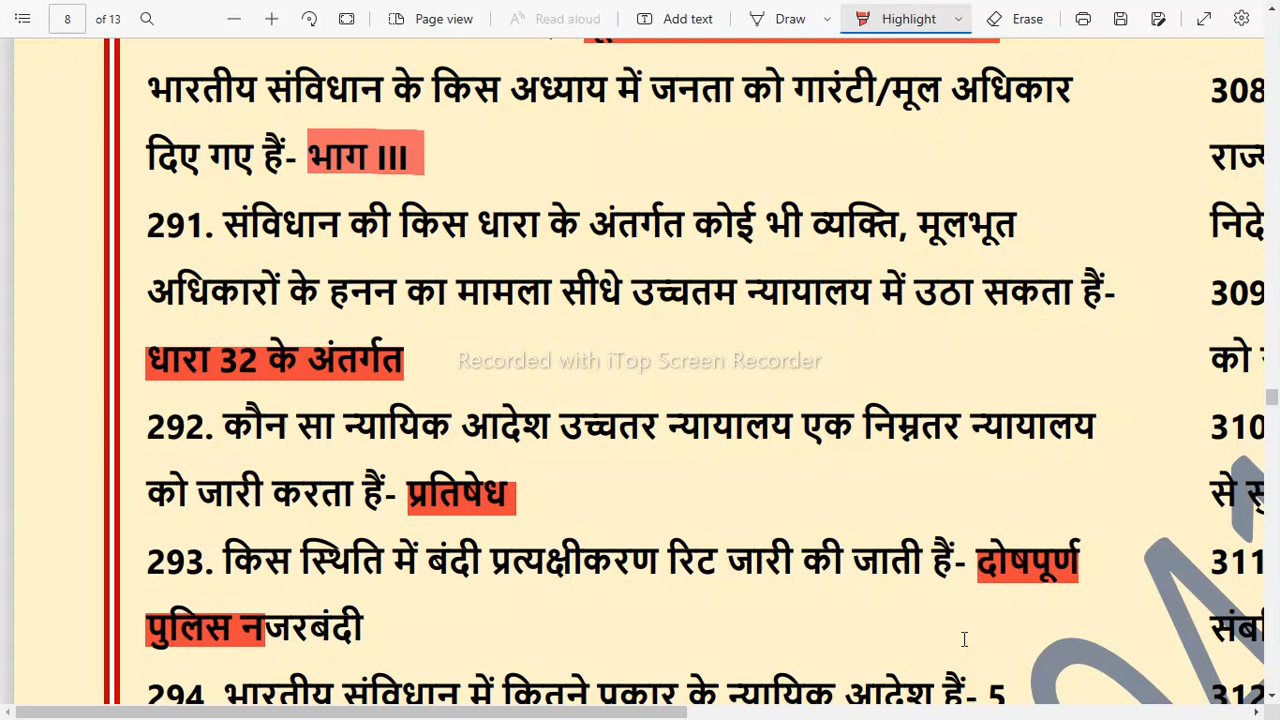 8 of 13 Page view Read aloud Add text Draw Highlight Erase
भारतीय संविधान के किस अध्याय में जनता को गारंटी/मूल अधिकार
दिए गए हैं- भाग III
291. संविधान की किस धारा के अंतर्गत कोई भी व्यक्ति, मूलभूत
अधिकारों के हनन का मामला सीधे उच्चतम न्यायालय में उठा सकता हैं-
धारा 32 के अंतर्गत
Recorded with iTop Screen Recorder
292. कौन सा न्यायिक आदेश उच्चतर न्यायालय एक निम्नतर न्यायालय
को जारी करता हैं- प्रतिषेध
293. किस स्थिति में बंदी प्रत्यक्षीकरण रिट जारी की जाती हैं- दोषपूर्ण
पुलिस नजरबंदी
294. भारतीय संविधान में कितने प्रकार के न्यायिक आदेश हैं- 5
308
309
को
310
से
311
312